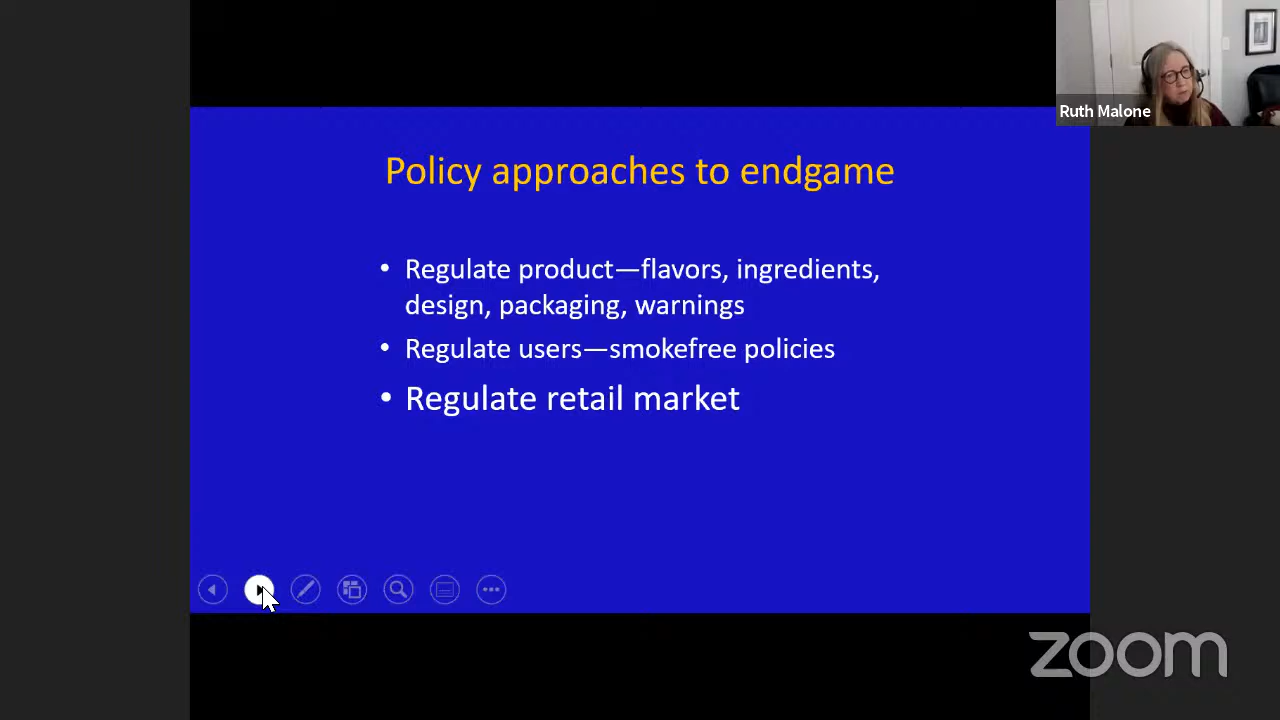 Ruth Malone
Policy approaches to endgame
• Regulate product—flavors, ingredients,
design, packaging, warnings
• Regulate users—smokefree policies
• Regulate retail market
zoom